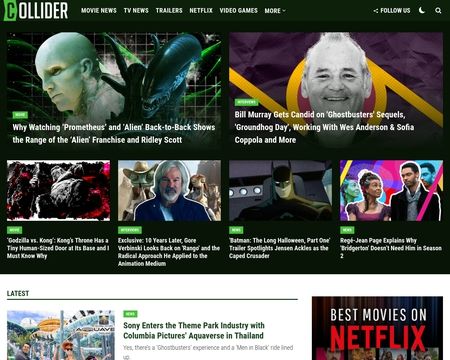 COLLIDER
MOVIE NEWS TV NEWS TRAILERS NETFLIX VIDEO GAMES MORE FOLLOW US
MOVIE
Why Watching 'Prometheus' and 'Alien' Back-to-Back Shows
the Range of the 'Alien' Franchise and Ridley Scott
INTERVIEWS
Bill Murray Gets Candid on 'Ghostbusters' Sequels,
'Groundhog Day', Working With Wes Anderson & Sofia
Coppola and More
MOVIE
'Godzilla vs. Kong': Kong's Throne Has a
Tiny Human-Sized Door at Its Base and I
Must Know Why
INTERVIEWS
Exclusive: 10 Years Later, Gore
Verbinski Looks Back on 'Rango' and the
Radical Approach He Applied to the
Animation Medium
NEWS
'Batman: The Long Halloween, Part One'
Trailer Spotlights Jensen Ackles as the
Caped Crusader
NEWS
Regé-Jean Page Explains Why
'Bridgerton' Doesn't Need Him in Season
2
LATEST
NEWS
Sony Enters the Theme Park Industry with
Columbia Pictures' Aquaverse in Thailand
Yes, there's a 'Ghostbusters' experience and a 'Men in Black' ride lined
up.
BEST MOVIES ON
NETFLIX